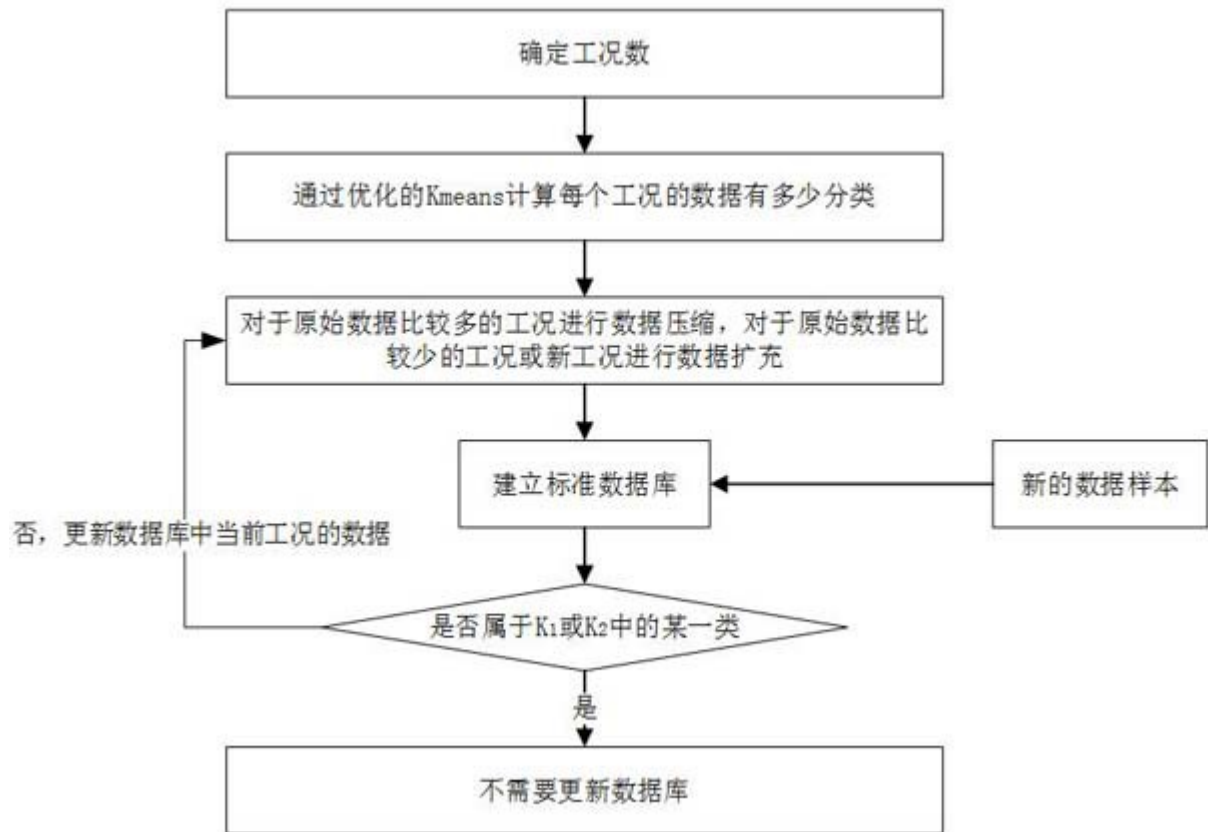 确定工况数
通过优化的Kmeans计算每个工况的数据有多少分类
对于原始数据比较多的工况进行数据压缩，对于原始数据比
较少的工况或新工况进行数据扩充
建立标准数据库
新的数据样本
否，更新数据库中当前工况的数据
是否属于K₁或K₂中的某一类
是
不需要更新数据库